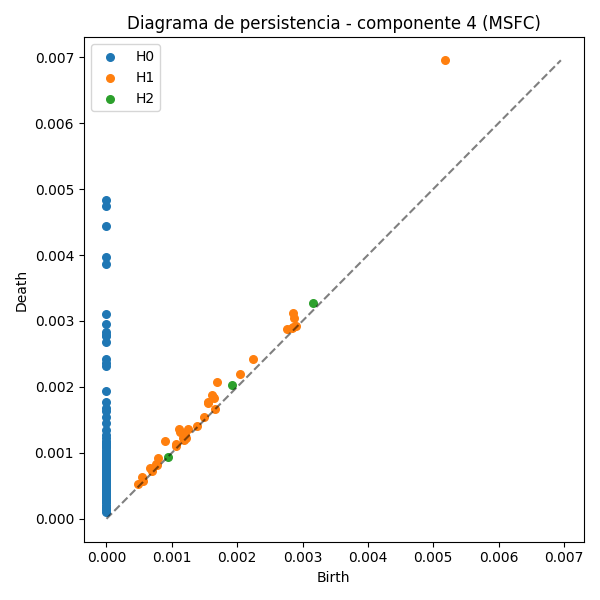 Diagrama de persistencia - componente 4 (MSFC)
H0
H1
H2
0.007
0.006
0.005
0.004
0.003
0.002
0.001
0.000
Death
0.000 0.001 0.002 0.003 0.004 0.005 0.006 0.007
Birth